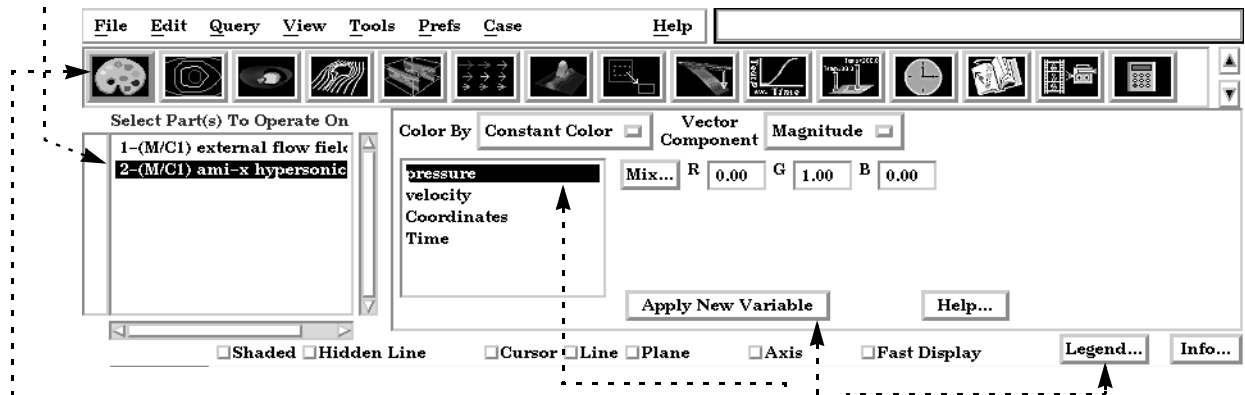 File Edit Query View Tools Prefs Case Help
Select Part(s) To Operate On
1-(M/C1) external flow field
2-(M/C1) ami-x hypersonic
Color By Constant Color Vector Component Magnitude
pressure
velocity
Coordinates
Time
Mix... R 0.00 G 1.00 B 0.00
Apply New Variable Help...
Shaded Hidden Line Cursor Line Plane Axis Fast Display Legend... Info...